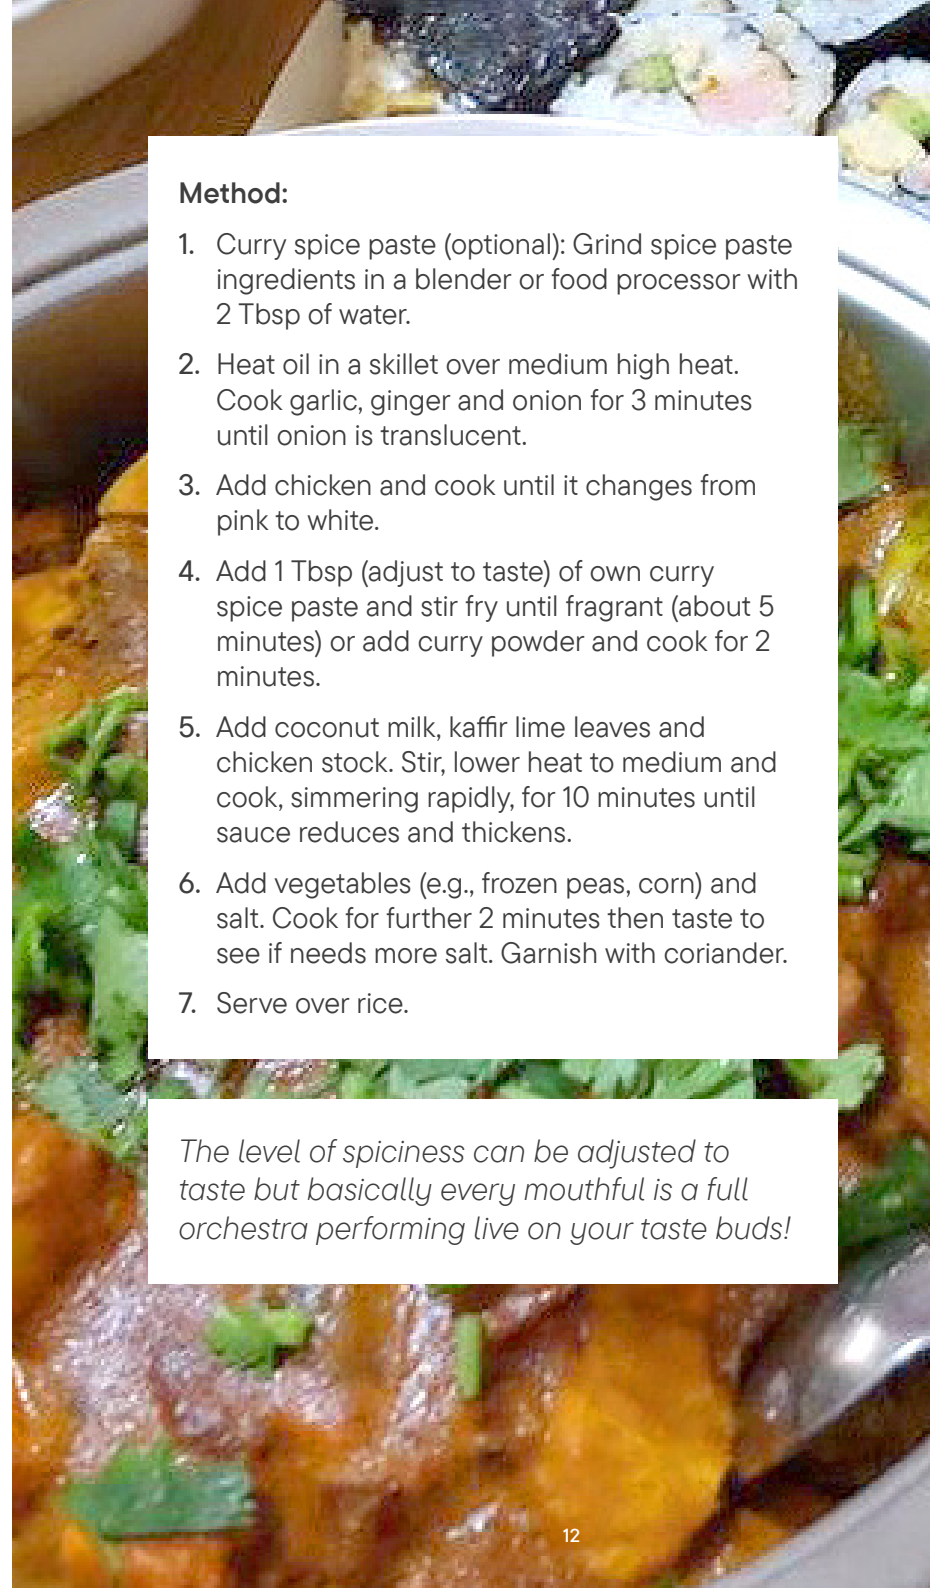 Method:
1. Curry spice paste (optional): Grind spice paste
ingredients in a blender or food processor with
2 Tbsp of water.
2. Heat oil in a skillet over medium high heat.
Cook garlic, ginger and onion for 3 minutes
until onion is translucent.
3. Add chicken and cook until it changes from
pink to white.
4. Add 1 Tbsp (adjust to taste) of own curry
spice paste and stir fry until fragrant (about 5
minutes) or add curry powder and cook for 2
minutes.
5. Add coconut milk, kaffir lime leaves and
chicken stock. Stir, lower heat to medium and
cook, simmering rapidly, for 10 minutes until
sauce reduces and thickens.
6. Add vegetables (e.g., frozen peas, corn) and
salt. Cook for further 2 minutes then taste to
see if needs more salt. Garnish with coriander.
7. Serve over rice.
The level of spiciness can be adjusted to
taste but basically every mouthful is a full
orchestra performing live on your taste buds!
12